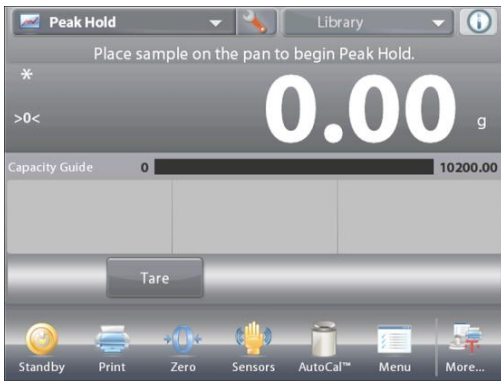 Peak Hold Library
Place sample on the pan to begin Peak Hold.
*
>0< 0.00 g
Capacity Guide 0 10200.00
Tare
Standby Print Zero Sensors AutoCal™ Menu More...